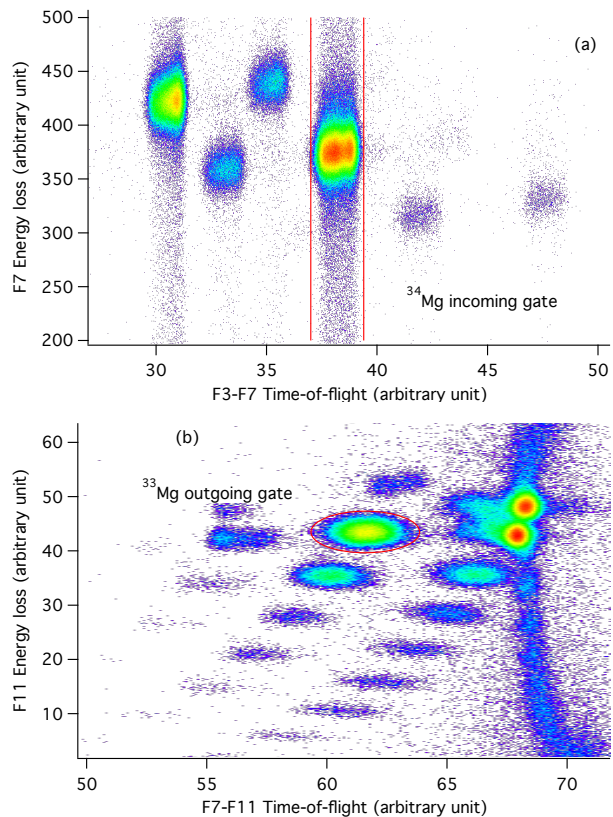 500
(a)
450
400
350
300
250
200
F7 Energy loss (arbitrary unit)
³⁴Mg incoming gate
30 35 40 45 50
F3-F7 Time-of-flight (arbitrary unit)
(b)
60
50
40
30
20
10
F11 Energy loss (arbitrary unit)
³³Mg outgoing gate
50 55 60 65 70
F7-F11 Time-of-flight (arbitrary unit)